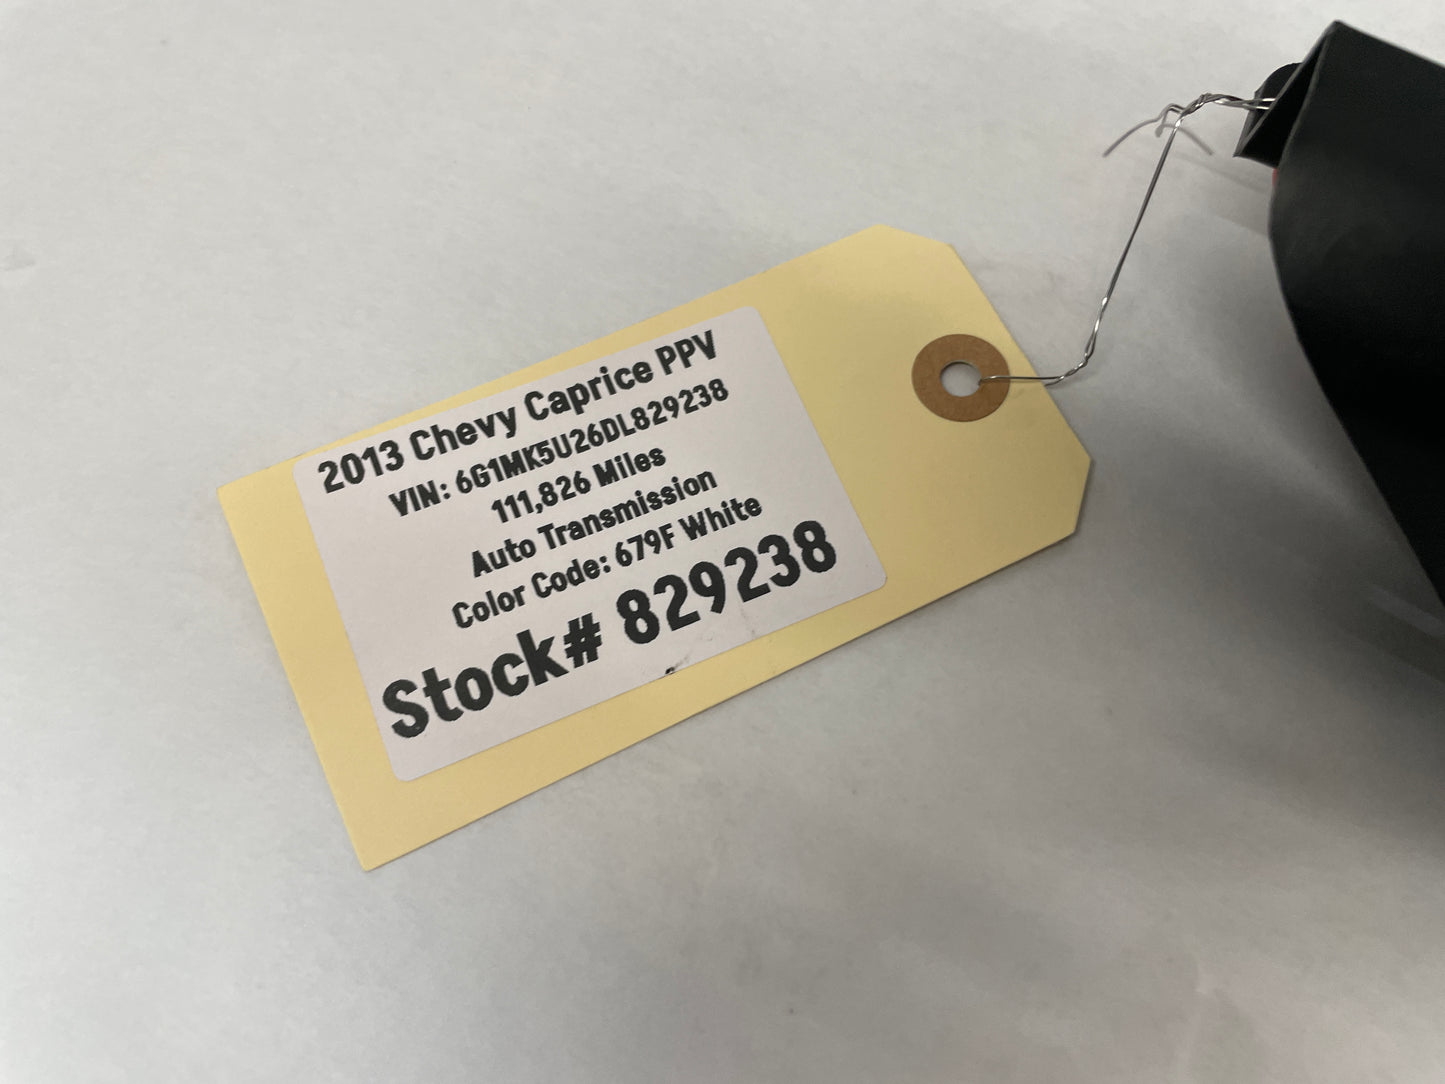 2013 Chevy Caprice PPV
VIN: 6G1MK5U26DL829238
111,826 Miles
Auto Transmission
Color Code: 679F White
Stock# 829238